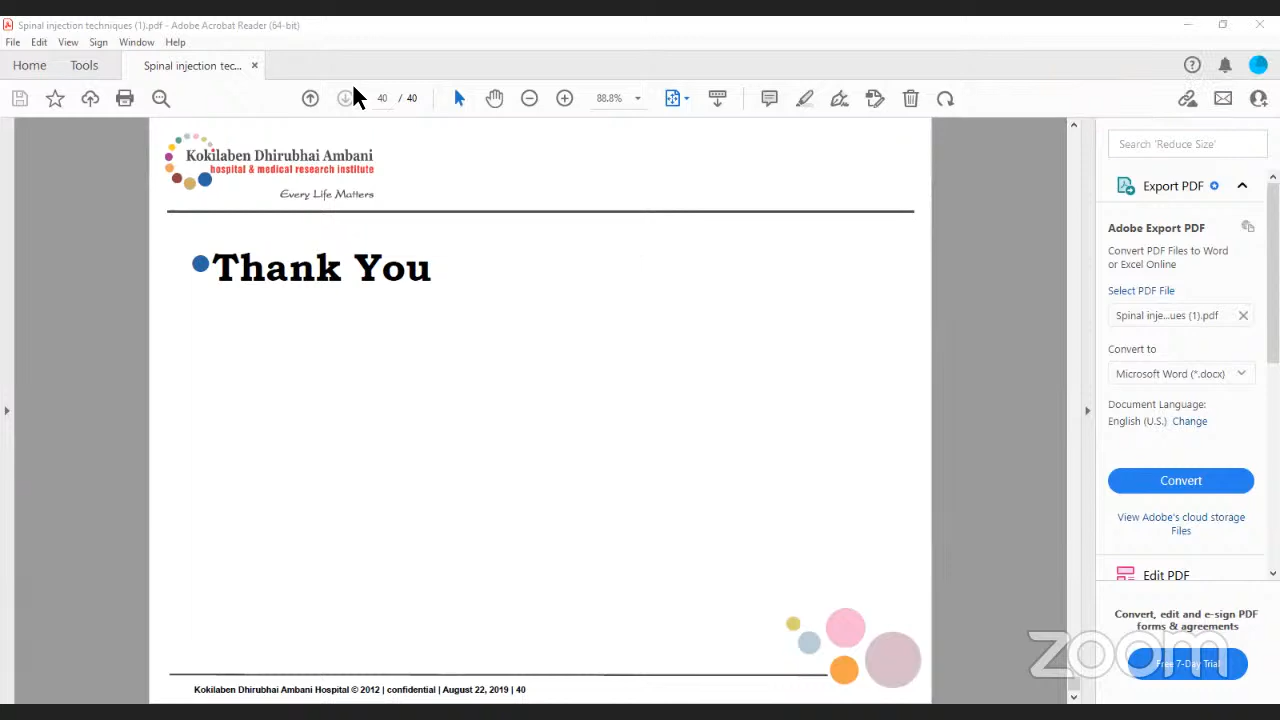 Spinal injection techniques (1).pdf - Adobe Acrobat Reader (64-bit)
File Edit View Sign Window Help
Home Tools Spinal injection tec... ×
40 / 40 88.8%
Search 'Reduce Size'
Kokilaben Dhirubhai Ambani
hospital & medical research institute
Every Life Matters
Thank You
Kokilaben Dhirubhai Ambani Hospital © 2012 | confidential | August 22, 2019 | 40
Export PDF
Adobe Export PDF
Convert PDF Files to Word
or Excel Online
Select PDF File
Spinal inje...ues (1).pdf
Convert to
Microsoft Word (*.docx)
Document Language:
English (U.S.) Change
Convert
View Adobe's cloud storage
Files
Edit PDF
Convert, edit and e-sign PDF
forms & agreements
Free 7-Day Trial
zoom